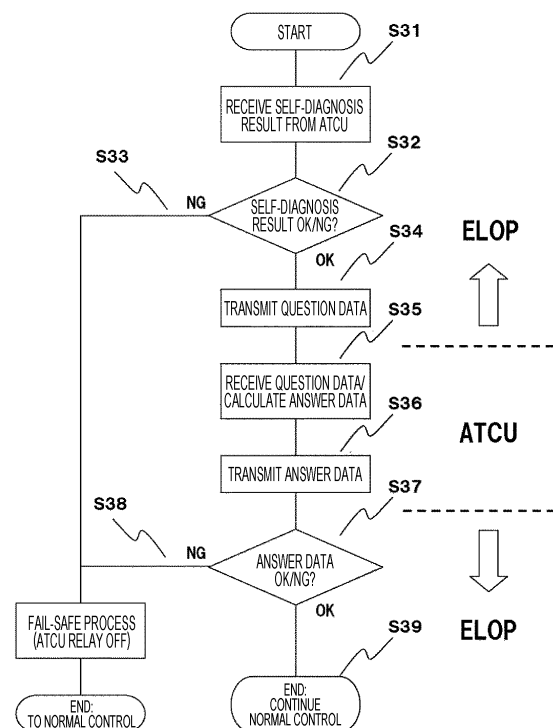 START
S31
RECEIVE SELF-DIAGNOSIS
RESULT FROM ATCU
S32
S33
NG
SELF-DIAGNOSIS
RESULT OK/NG?
OK
S34
ELOP
TRANSMIT QUESTION DATA
S35
RECEIVE QUESTION DATA/
CALCULATE ANSWER DATA
S36
ATCU
TRANSMIT ANSWER DATA
S37
S38
NG
ANSWER DATA
OK/NG?
OK
FAIL-SAFE PROCESS
(ATCU RELAY OFF)
S39
ELOP
END:
TO NORMAL CONTROL
END:
CONTINUE
NORMAL CONTROL